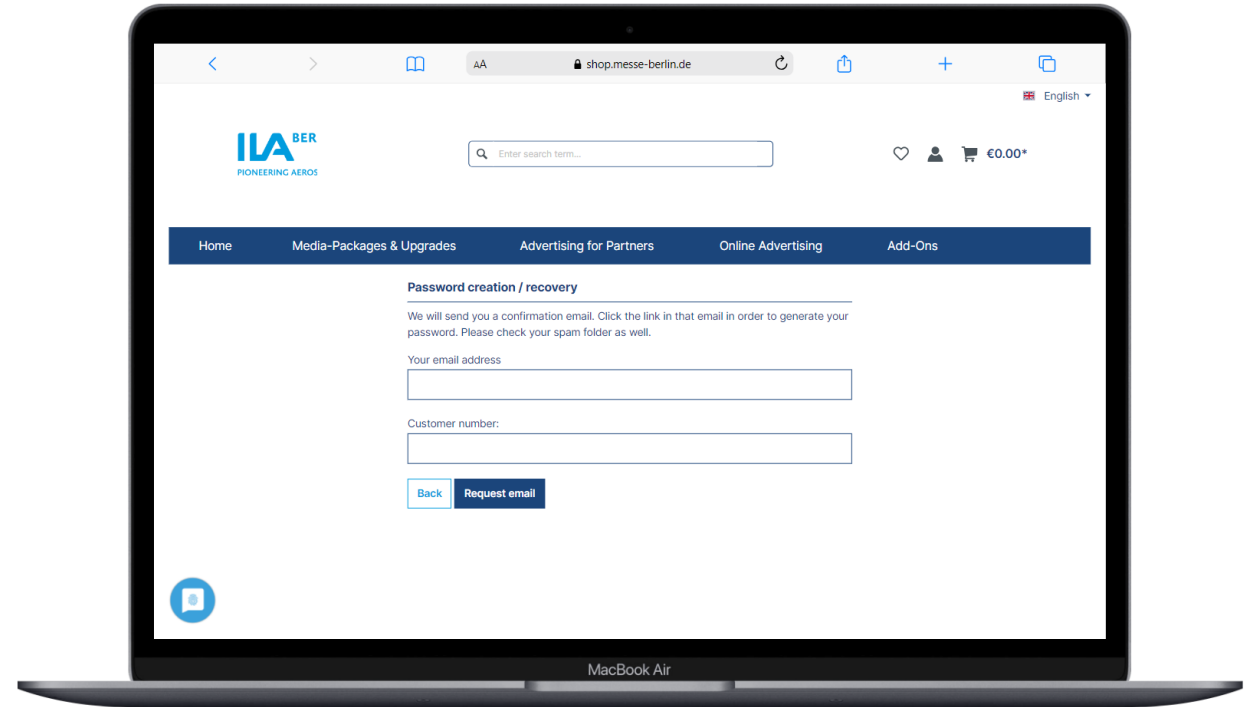 AA shop.messe-berlin.de
English
ILA BER
PIONEERING AEROS
Enter search term...
€0.00*
Home Media-Packages & Upgrades Advertising for Partners Online Advertising Add-Ons
Password creation / recovery
We will send you a confirmation email. Click the link in that email in order to generate your
password. Please check your spam folder as well.
Your email address
Customer number:
Back Request email
MacBook Air